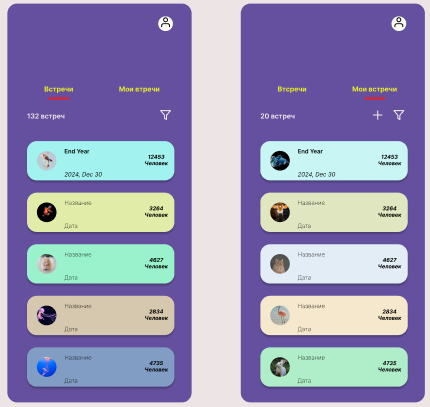 Встречи Мои втречи
132 встреч
End Year
12453
Человек
2024, Dec 30
Название
3264
Человек
Дата
Название
4627
Человек
Дата
Название
2834
Человек
Дата
Название
4735
Человек
Дата
Втсречи Мои встречи
20 встреч
End Year
12453
Человек
2024, Dec 30
Название
3264
Человек
Дата
Название
4627
Человек
Дата
Название
2834
Человек
Дата
Название
4735
Человек
Дата